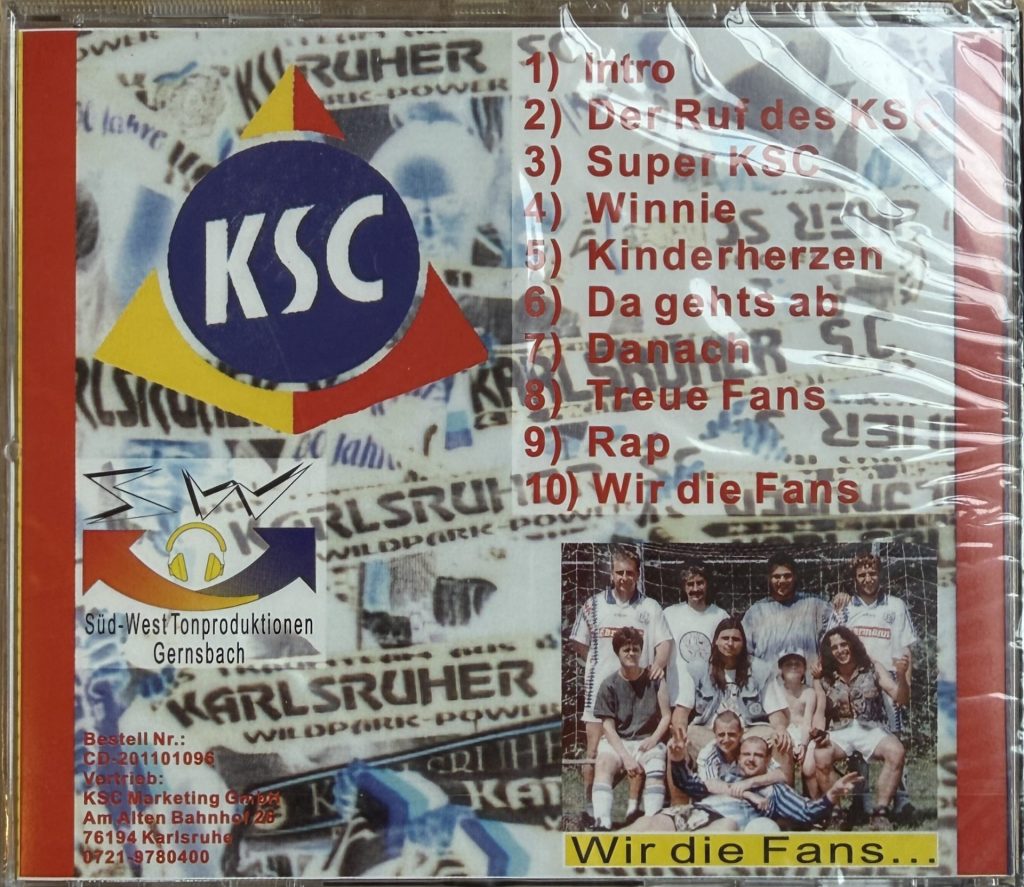 KSC
1) Intro
2) Der Ruf des KSC
3) Super KSC
4) Winnie
5) Kinderherzen
6) Da gehts ab
7) Danach
8) Treue Fans
9) Rap
10) Wir die Fans
SW
Süd-West Tonproduktionen
Gernsbach
KARLSRUHER
WILDPARK-POWER
Bestell Nr.:
CD-201101096
Vertrieb:
KSC Marketing GmbH
Am Alten Bahnhof 26
76194 Karlsruhe
0721-9780400
Wir die Fans...